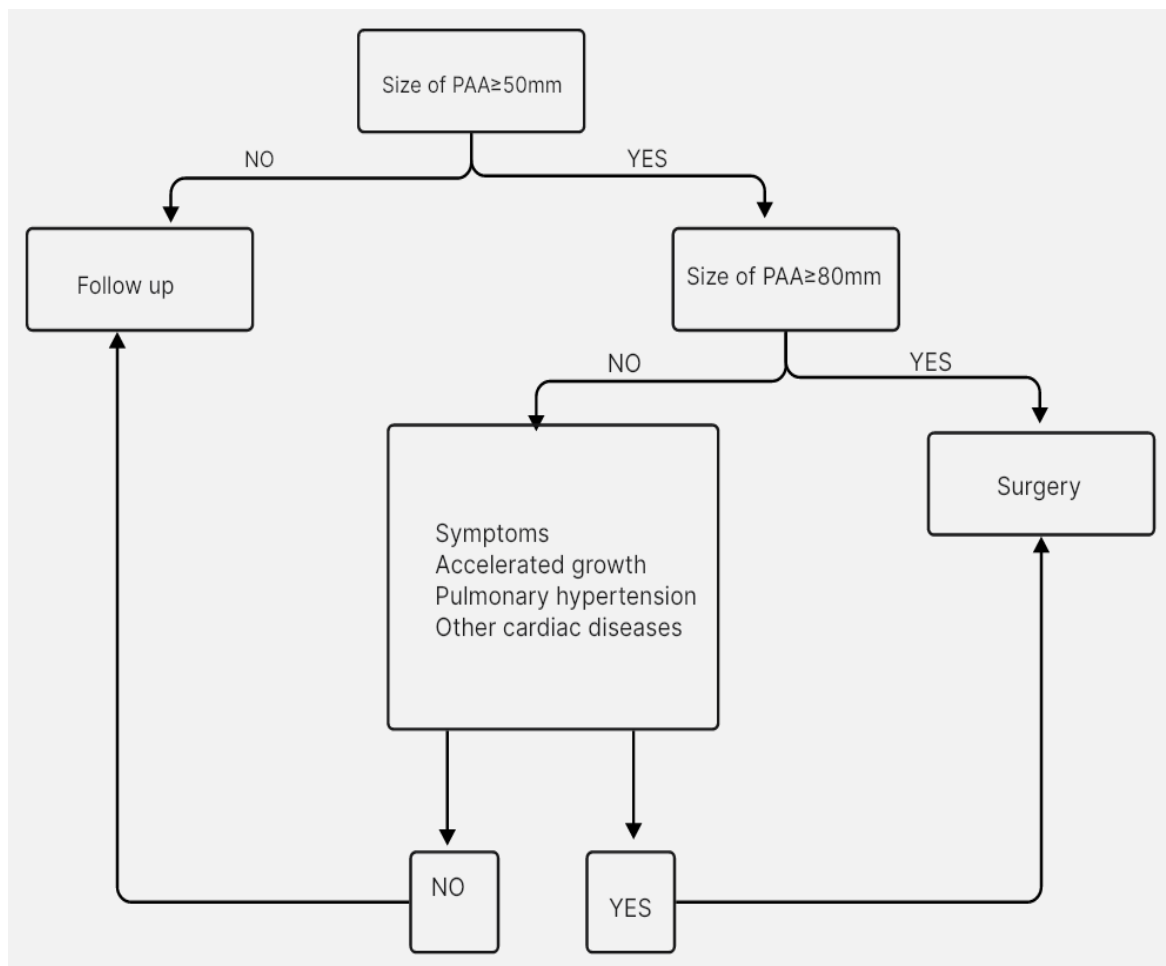 Size of PAA≥50mm
NO
YES
Follow up
Size of PAA≥80mm
NO
YES
Symptoms
Accelerated growth
Pulmonary hypertension
Other cardiac diseases
Surgery
NO
YES